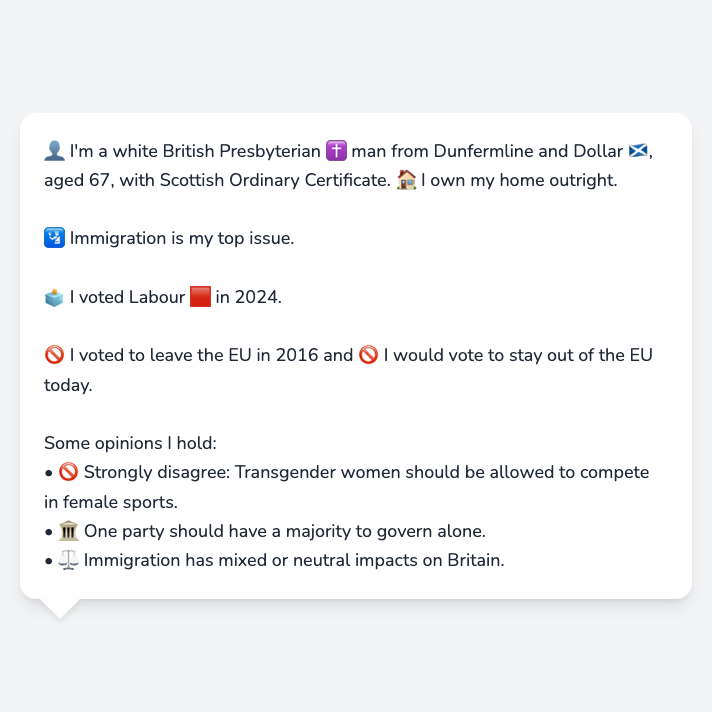 👤 I'm a white British Presbyterian ✝️ man from Dunfermline and Dollar 🏴󠁧󠁢󠁳󠁣󠁴󠁿,
aged 67, with Scottish Ordinary Certificate. 🏠 I own my home outright.
🛂 Immigration is my top issue.
🗳️ I voted Labour 🟥 in 2024.
🚫 I voted to leave the EU in 2016 and 🚫 I would vote to stay out of the EU
today.
Some opinions I hold:
• 🚫 Strongly disagree: Transgender women should be allowed to compete
in female sports.
• 🏛️ One party should have a majority to govern alone.
• ⚖️ Immigration has mixed or neutral impacts on Britain.